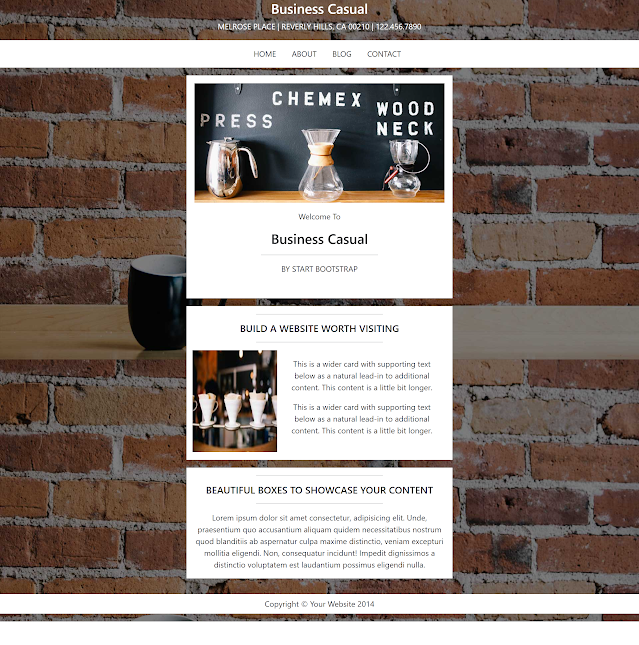 Business Casual
MELROSE PLACE | REVERLY HILLS, CA 00210 | 122.456.7890
HOME ABOUT BLOG CONTACT
CHEMEX
PRESS
WOOD
NECK
Welcome To
Business Casual
BY START BOOTSTRAP
BUILD A WEBSITE WORTH VISITING
This is a wider card with supporting text
below as a natural lead-in to additional
content. This content is a little bit longer.
This is a wider card with supporting text
below as a natural lead-in to additional
content. This content is a little bit longer.
BEAUTIFUL BOXES TO SHOWCASE YOUR CONTENT
Lorem ipsum dolor sit amet consectetur, adipisicing elit. Unde,
praesentium quo accusantium aliquam quidem necessitatibus nostrum
quod blanditiis ab aspernatur culpa maxime distinctio, veniam excepturi
mollitia eligendi. Non, consequatur incidunt! Impedit dignissimos a
distinctio voluptatem est laudantium possimus eligendi nulla.
Copyright © Your Website 2014